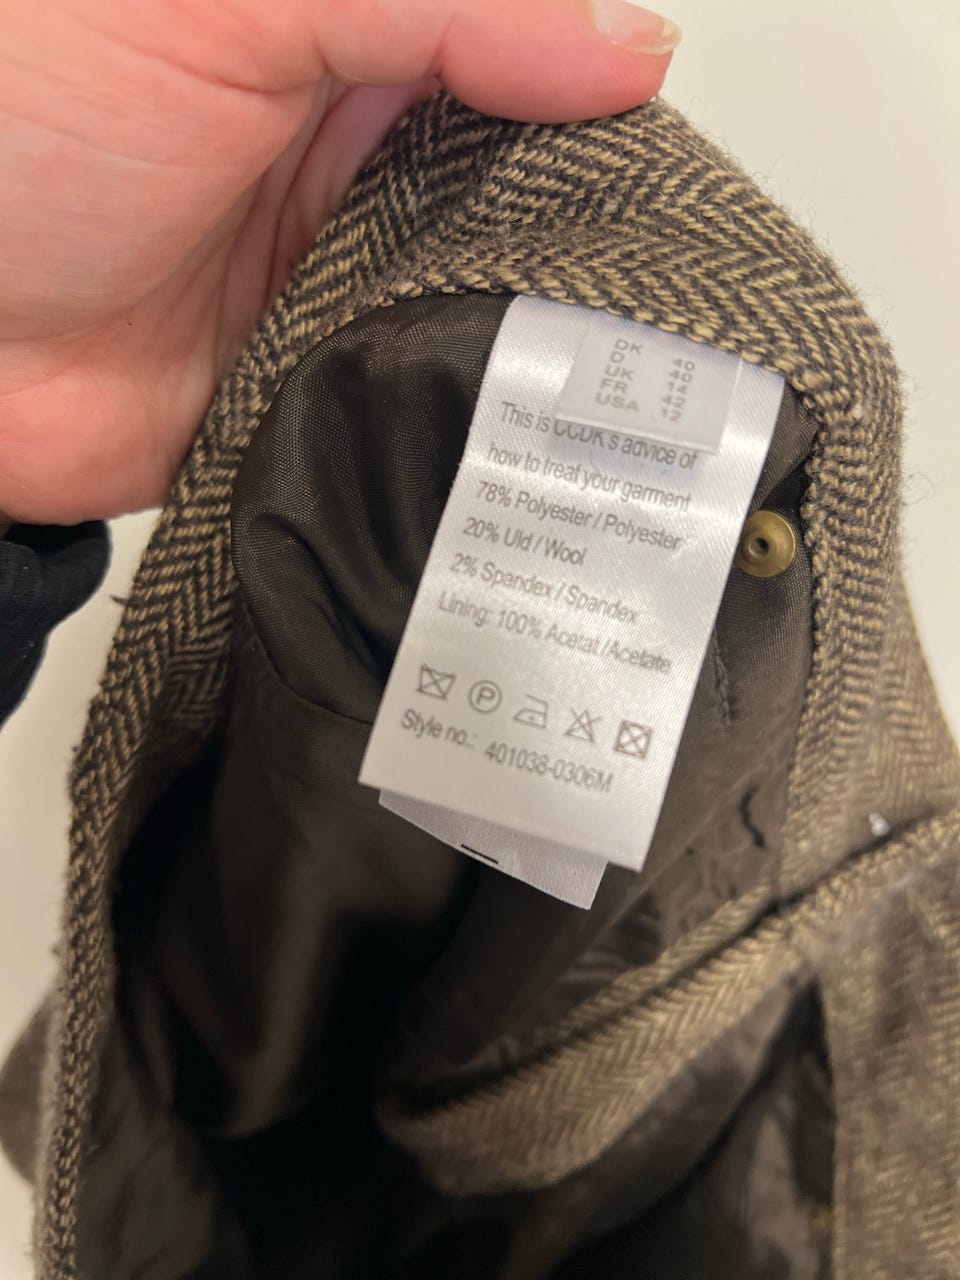 DK 40
D 40
UK 14
FR 42
USA 12
This is CCDK's advice of
how to treat your garment
78% Polyester / Polyester
20% Uld / Wool
2% Spandex / Spandex
Lining: 100% Acetat / Acetate
P
Style no.: 401038-0306M